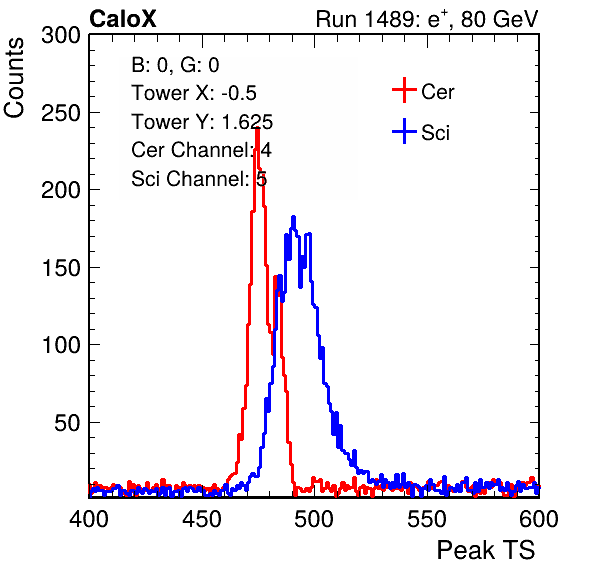 CaloX Run 1489: e⁺, 80 GeV
Counts
300
250
200
150
100
50
B: 0, G: 0
Tower X: -0.5
Tower Y: 1.625
Cer Channel: 4
Sci Channel: 5
Cer
Sci
400 450 500 550 600
Peak TS